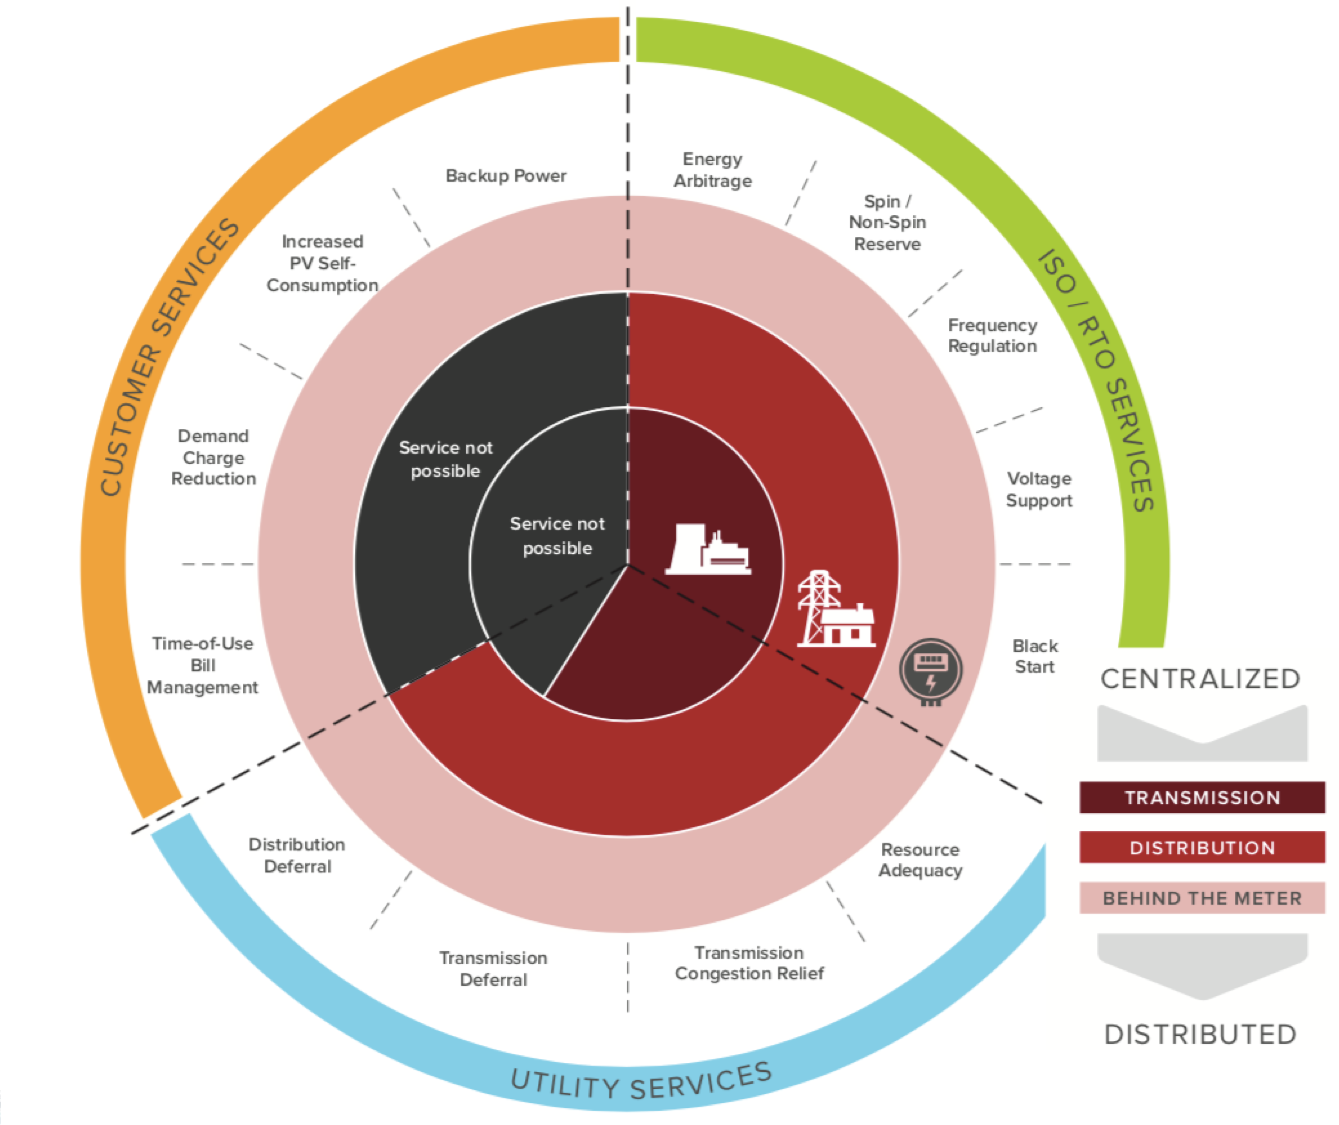 CUSTOMER SERVICES
ISO / RTO SERVICES
UTILITY SERVICES
Backup Power
Energy
Arbitrage
Spin /
Non-Spin
Reserve
Increased
PV Self-
Consumption
Frequency
Regulation
Demand
Charge
Reduction
Service not
possible
Service not
possible
Voltage
Support
Time-of-Use
Bill
Management
Black
Start
Distribution
Deferral
Resource
Adequacy
Transmission
Deferral
Transmission
Congestion Relief
CENTRALIZED
TRANSMISSION
DISTRIBUTION
BEHIND THE METER
DISTRIBUTED